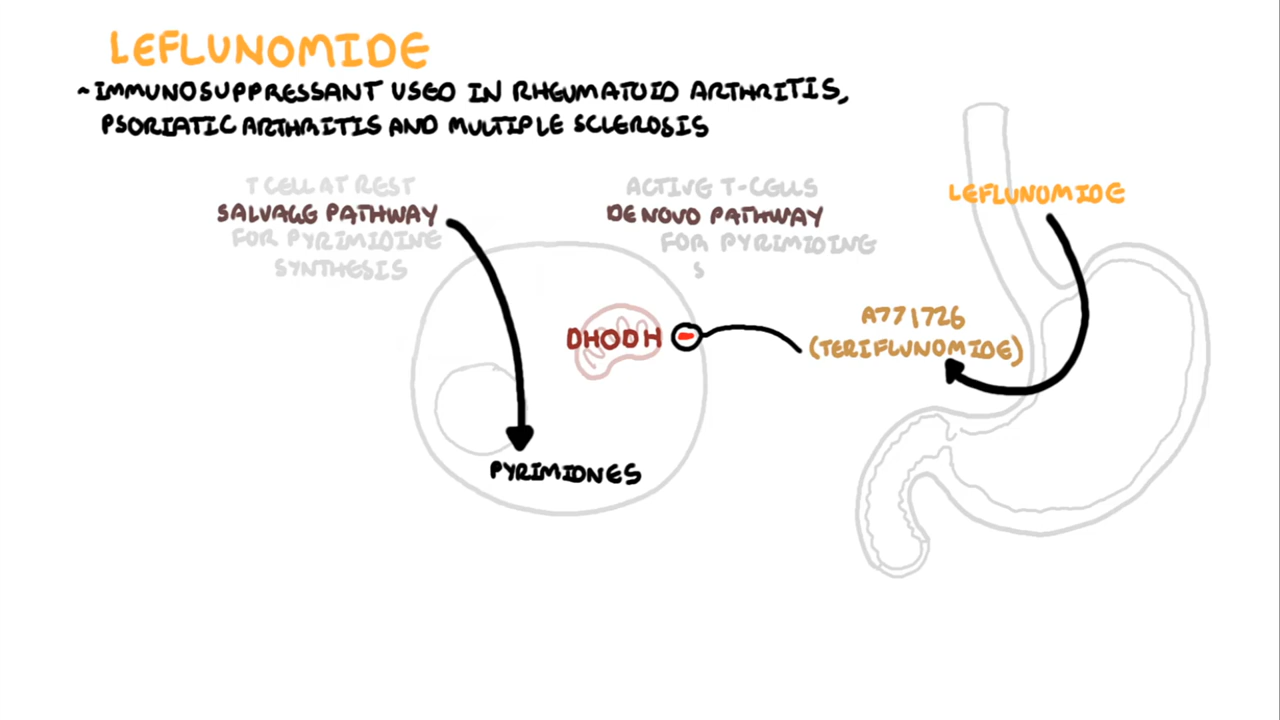 LEFLUNOMIDE
~IMMUNOSUPPRESSANT USED IN RHEUMATOID ARTHRITIS,
PSORIATIC ARTHRITIS AND MULTIPLE SCLEROSIS
T CELL AT REST
SALVAGE PATHWAY
FOR PYRIMIDINE
SYNTHESIS
ACTIVE T-CELLS
DE NOVO PATHWAY
FOR PYRIMIDINE
S
LEFLUNOMIDE
A771726
(TERIFLUNOMIDE)
DHODH
-
PYRIMIDNES